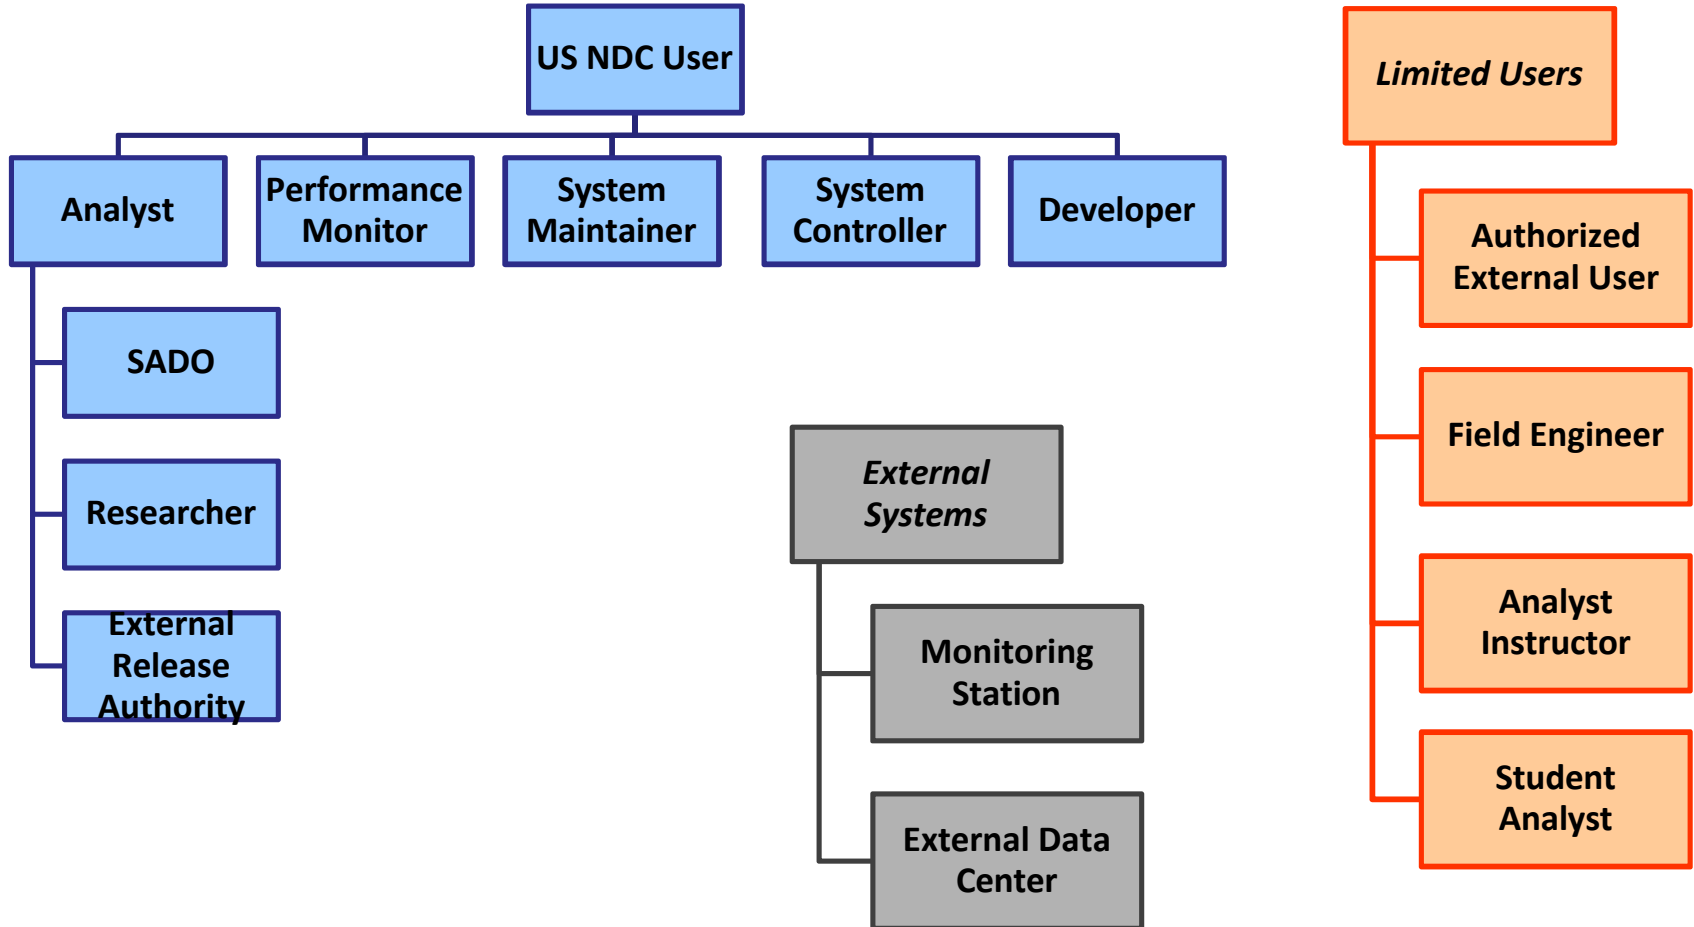 US NDC User
Analyst
Performance
Monitor
System
Maintainer
System
Controller
Developer
SADO
Researcher
External
Release
Authority
External
Systems
Monitoring
Station
External Data
Center
Limited Users
Authorized
External User
Field Engineer
Analyst
Instructor
Student
Analyst